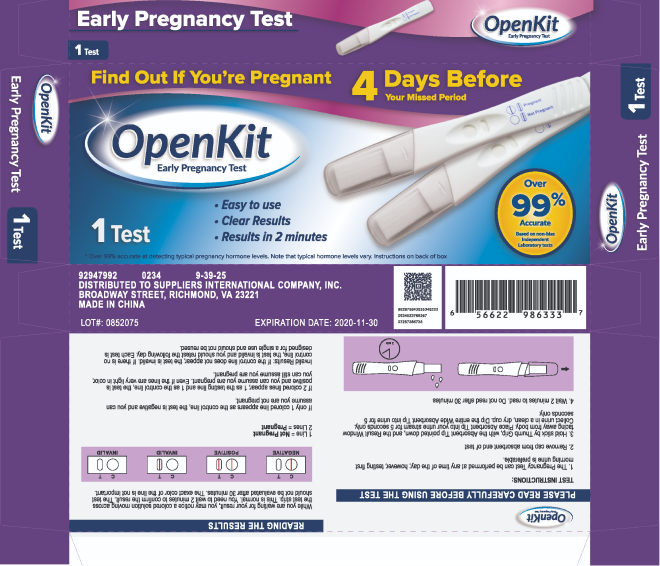 Early Pregnancy Test
1 Test
OpenKit
Early Pregnancy Test
Find Out If You're Pregnant
4 Days Before
Your Missed Period
OpenKit
Early Pregnancy Test
• Easy to use
• Clear Results
• Results in 2 minutes
1 Test
Pregnant
Not Pregnant
Over
99%
Accurate
Based on non-bias
Independent
Laboratory tests
* Over 99% accurate at detecting typical pregnancy hormone levels. Note that typical hormone levels vary. Instructions on back of box
OpenKit
Early Pregnancy Test
Early Pregnancy Test
1 Test
1 Test
Early Pregnancy Test
OpenKit
Early Pregnancy Test
92947992 0234 9-39-25
DISTRIBUTED TO SUPPLIERS INTERNATIONAL COMPANY, INC.
BROADWAY STREET, RICHMOND, VA 23221
MADE IN CHINA
LOT#: 0852075 EXPIRATION DATE: 2020-11-30
6 56622 986333 7
OpenKit
Early Pregnancy Test
PLEASE READ CAREFULLY BEFORE USING THE TEST
TEST INSTRUCTIONS:
1. The Pregnancy Test can be performed at any time of the day, however, testing first
morning urine is preferable.
2. Remove cap from absorbent end of test
3. Hold stick by Thumb Grip, with the Absorbent Tip pointed down, and the Result Window
facing away from body. Place Absorbent Tip into your urine stream for 5 seconds only.
Collect urine in a clean, dry cup. Dip the entire Wide Absorbent Tip into urine for 5
seconds only
4. Wait 2 minutes to read. Do not read after 30 minutes
READING THE RESULTS
While you are waiting for your result, you may notice a colored solution moving across
the test strip. This is normal. You need to wait 2 minutes to confirm the result. The test
should not be evaluated after 30 minutes. The exact color of the line is not important.
C T C T C T C T
NEGATIVE POSITIVE INVALID INVALID
1 Line = Not Pregnant
2 Lines = Pregnant
If only 1 colored line appears as the control line, the test is negative and you can
assume you are not pregnant.
If 2 colored lines appear, 1 as the testing line and 1 as the control line, the test is
positive and you can assume you are pregnant. Even if the lines are very light in color,
you can still assume you are pregnant.
Invalid Results: If the control line does not appear, the test is invalid. If there is no
control line, the test is invalid and you should retest the following day. Each test is
designed for a single use and should not be reused.